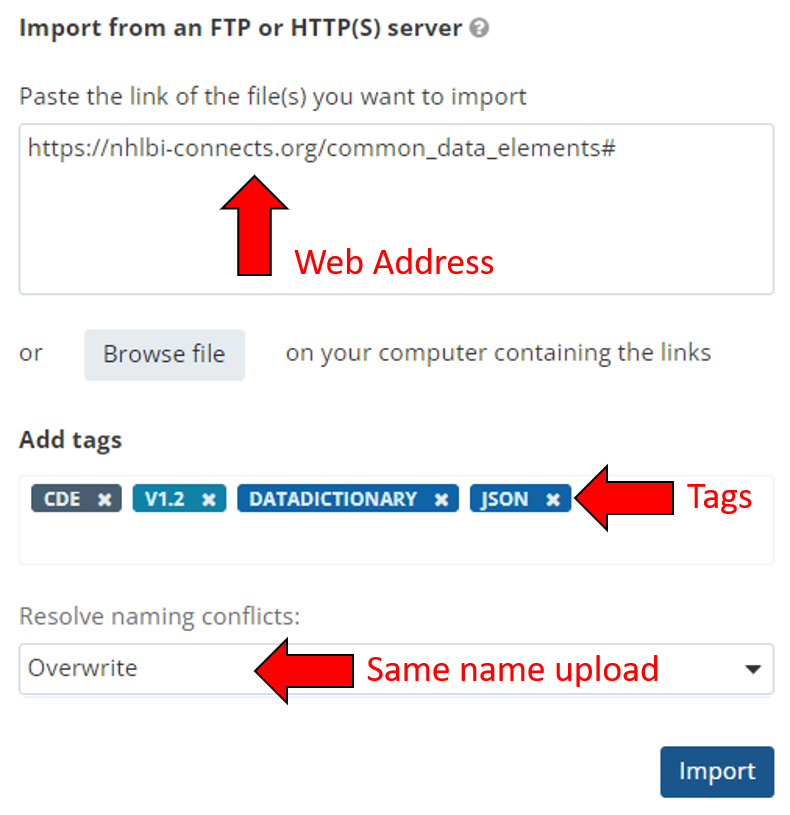 Import from an FTP or HTTP(S) server ?
Paste the link of the file(s) you want to import
https://nhlbi-connects.org/common_data_elements#
Web Address
or Browse file on your computer containing the links
Add tags
CDE × V1.2 × DATADICTIONARY × JSON × Tags
Resolve naming conflicts:
Overwrite Same name upload
Import